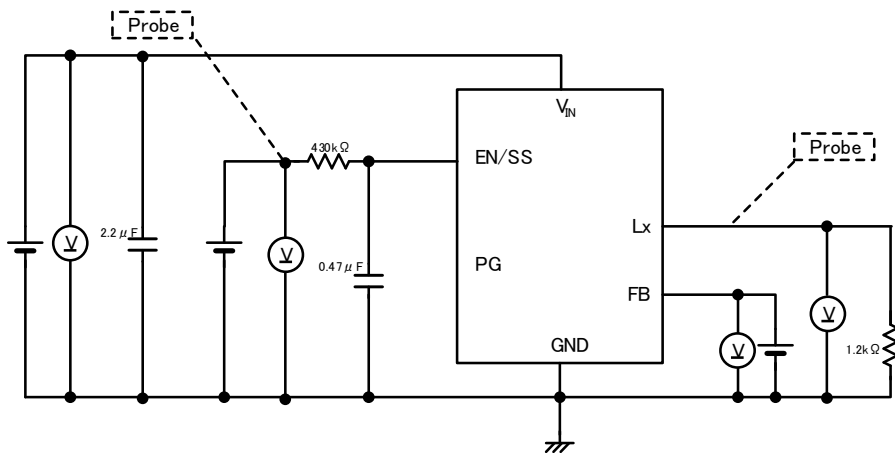 Probe
V_IN
430kΩ
EN/SS
Probe
Lx
V
2.2μF
V
0.47μF
PG
FB
V
V
1.2kΩ
GND